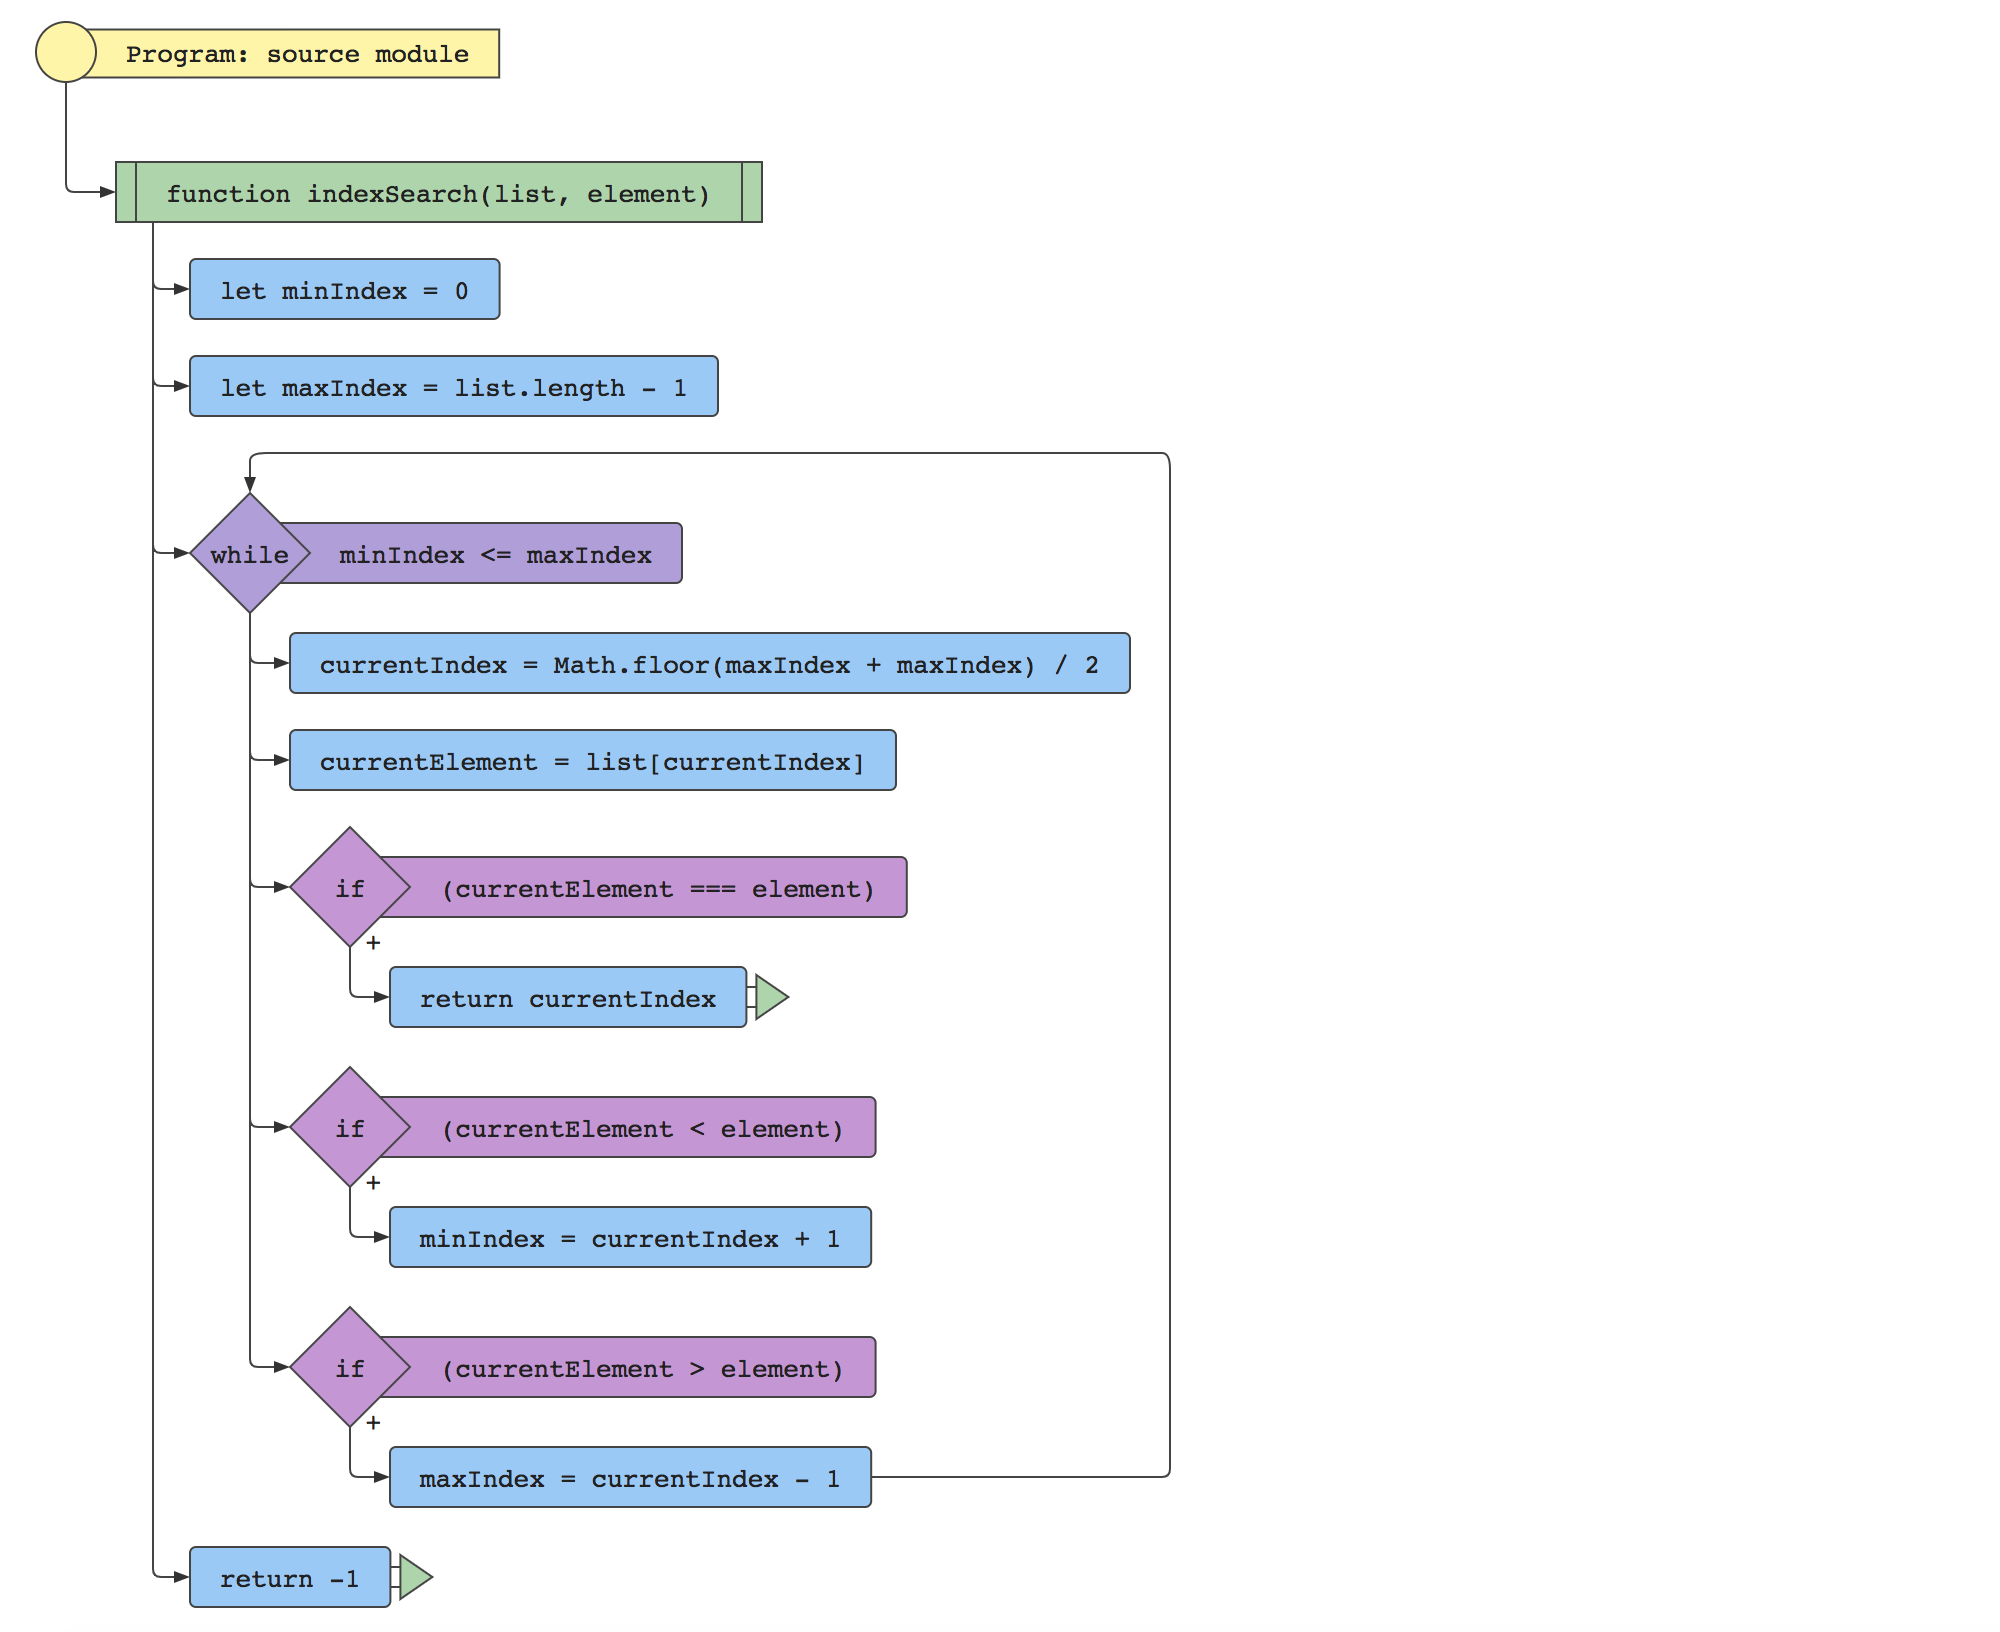 Program: source module
function indexSearch(list, element)
let minIndex = 0
let maxIndex = list.length - 1
while minIndex <= maxIndex
currentIndex = Math.floor(maxIndex + maxIndex) / 2
currentElement = list[currentIndex]
if (currentElement === element)
+
return currentIndex
if (currentElement < element)
+
minIndex = currentIndex + 1
if (currentElement > element)
+
maxIndex = currentIndex - 1
return -1